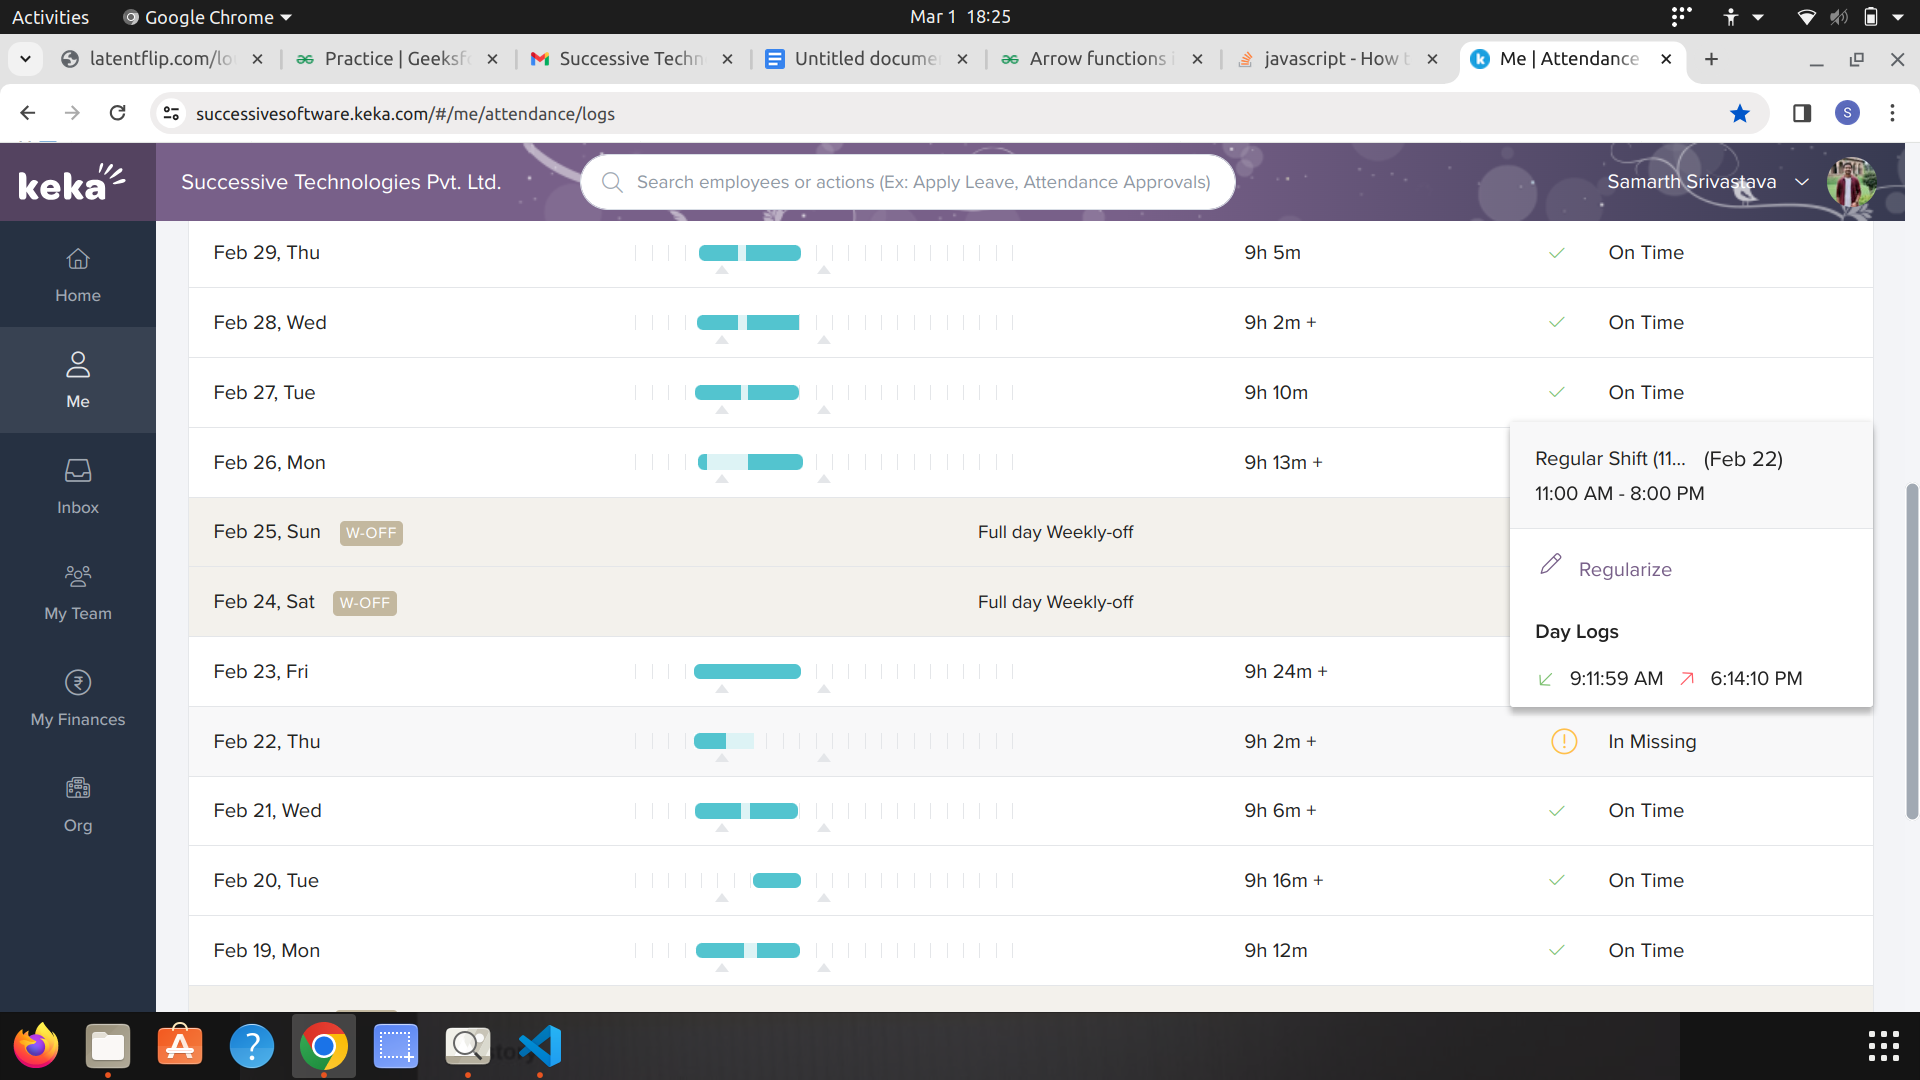 Activities Google Chrome Mar 1 18:25
latentflip.com/lo Practice | Geeksfo Successive Techn Untitled docume Arrow functions i javascript - How t Me | Attendance
successivesoftware.keka.com/#/me/attendance/logs S
keka Successive Technologies Pvt. Ltd. Search employees or actions (Ex: Apply Leave, Attendance Approvals) Samarth Srivastava
Home
Me
Inbox
My Team
My Finances
Org
Feb 29, Thu 9h 5m On Time
Feb 28, Wed 9h 2m + On Time
Feb 27, Tue 9h 10m On Time
Feb 26, Mon 9h 13m +
Feb 25, Sun W-OFF Full day Weekly-off
Feb 24, Sat W-OFF Full day Weekly-off
Feb 23, Fri 9h 24m +
Feb 22, Thu 9h 2m + In Missing
Feb 21, Wed 9h 6m + On Time
Feb 20, Tue 9h 16m + On Time
Feb 19, Mon 9h 12m On Time
Regular Shift (11... (Feb 22)
11:00 AM - 8:00 PM
Regularize
Day Logs
9:11:59 AM 6:14:10 PM